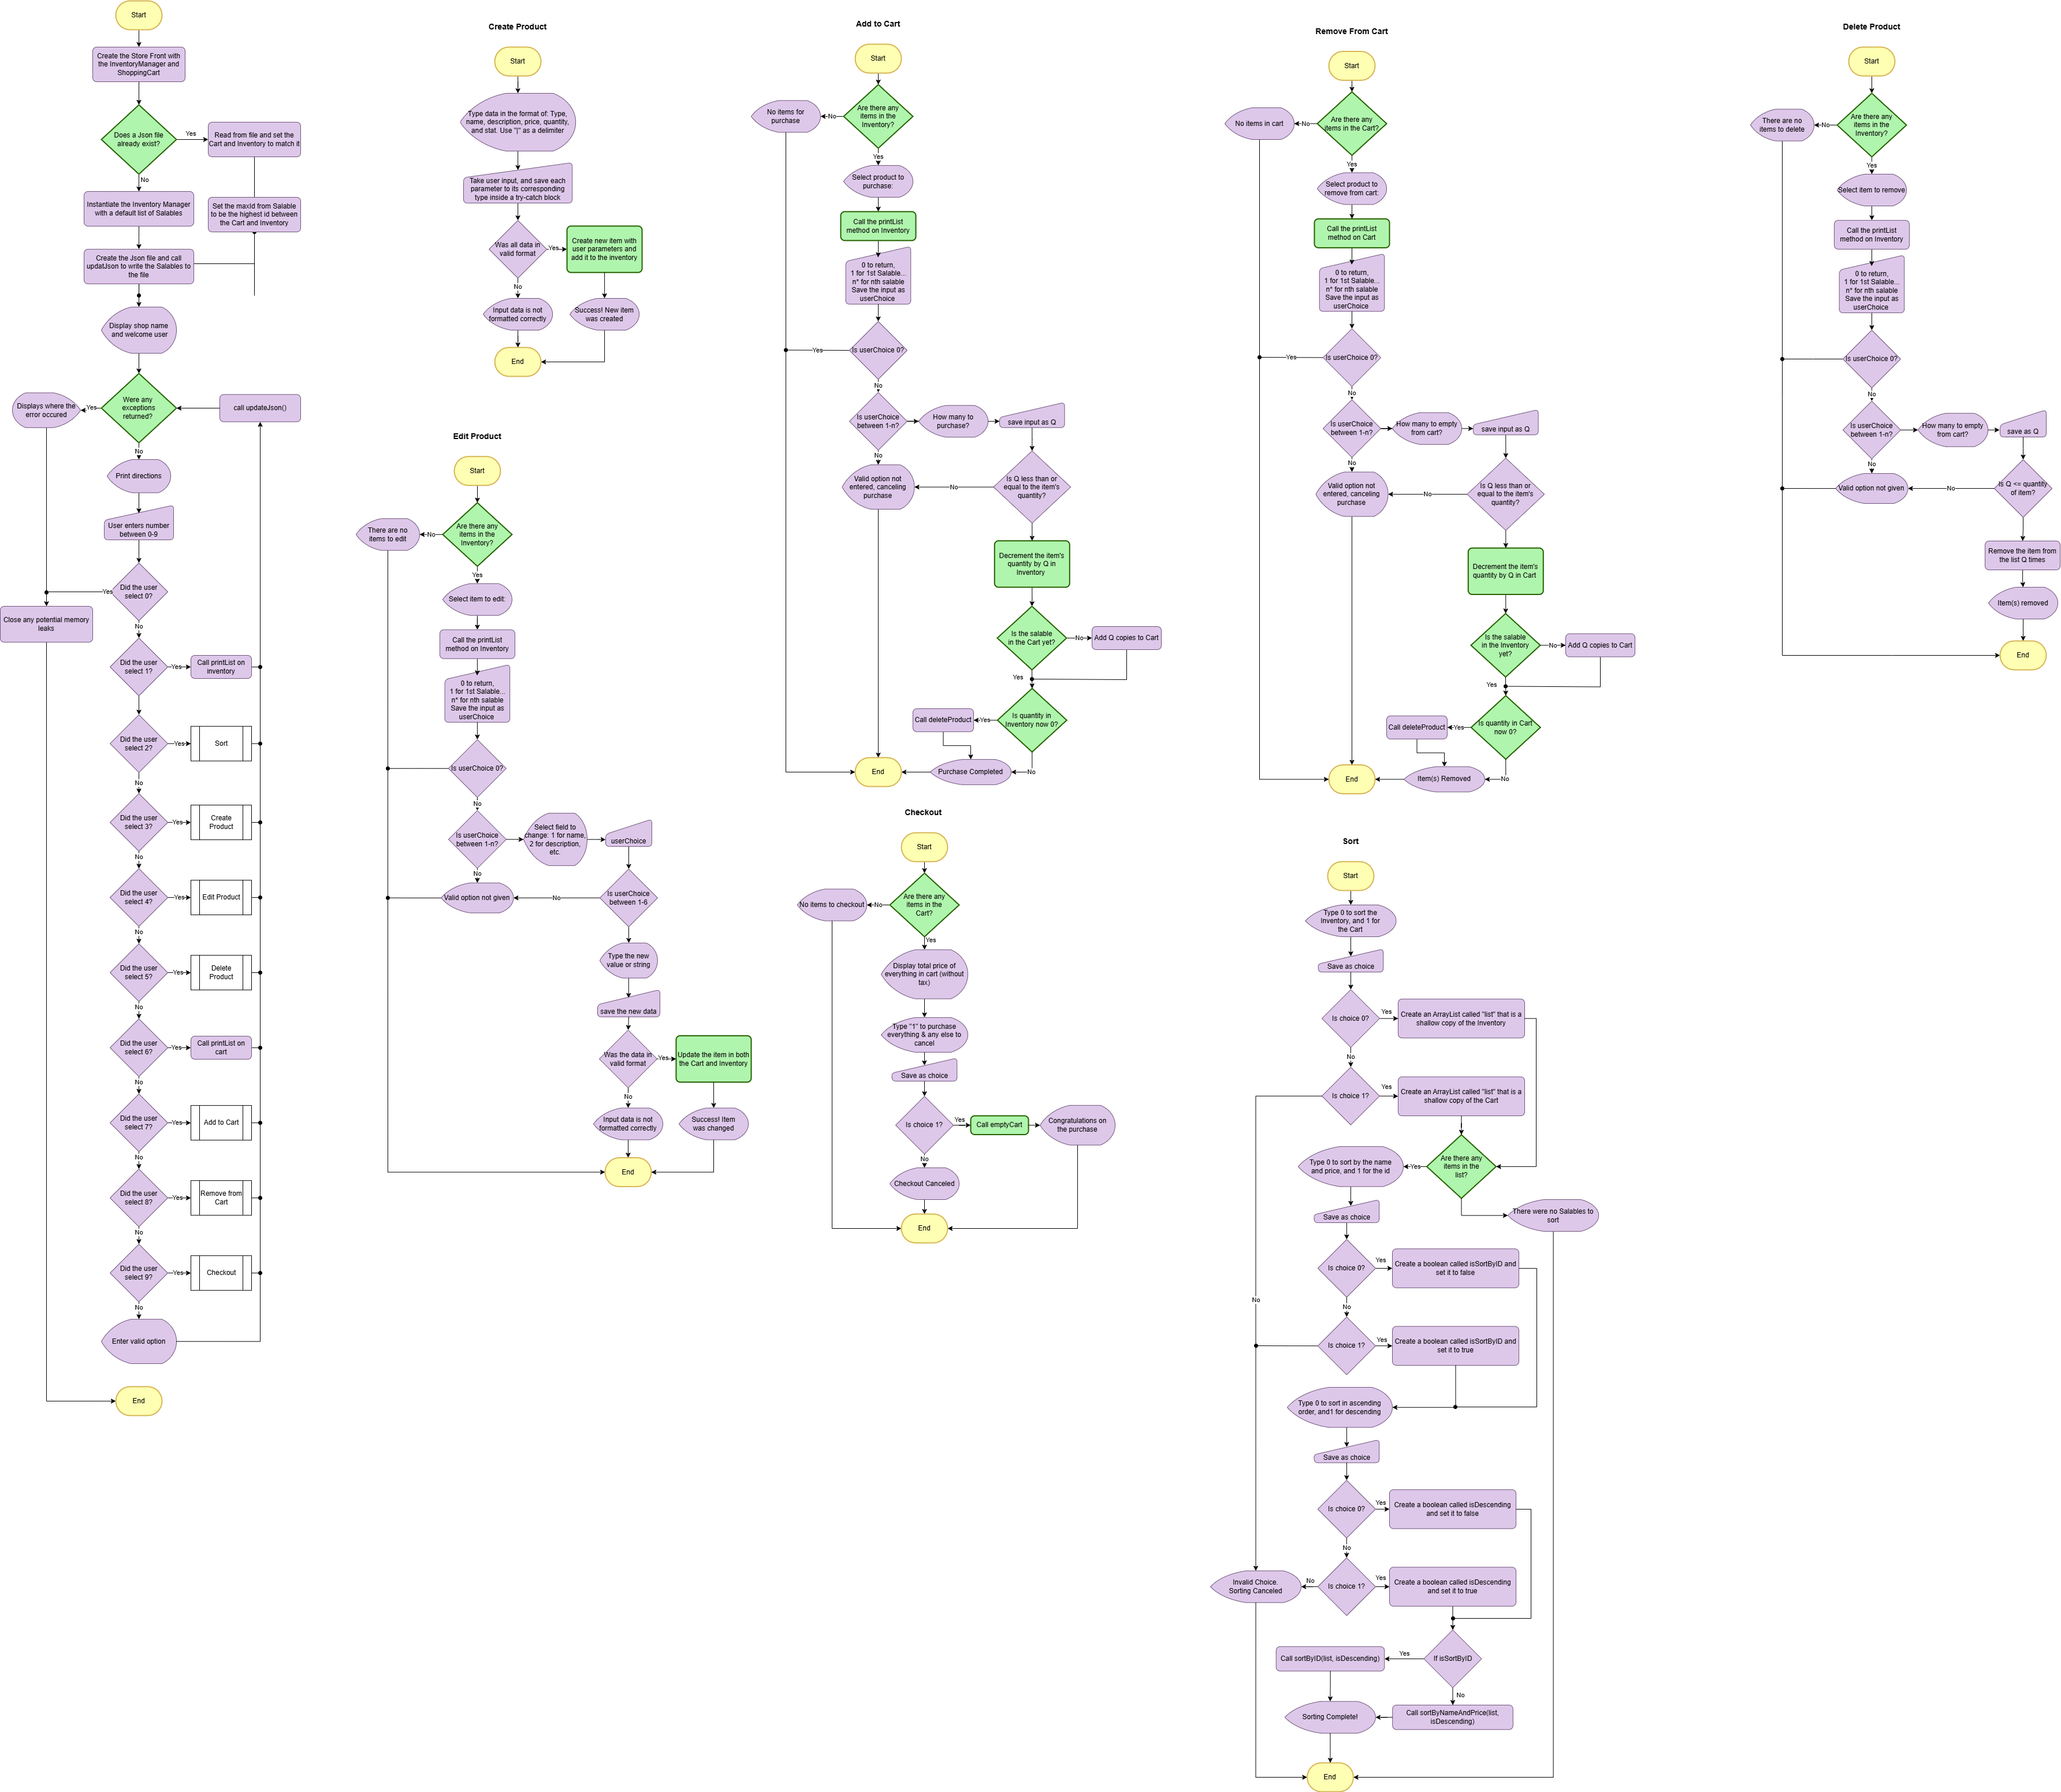 Start
Create the Store Front with
the InventoryManager and
ShoppingCart
Does a Json file
already exist?
Yes
Read from file and set the
Cart and Inventory to match it
No
Instantiate the Inventory Manager
with a default list of Salables
Set the maxId from Salable
to be the highest id between
the Cart and Inventory
Create the Json file and call
updatJson to write the Salables to
the file
Display shop name
and welcome user
Were any
exceptions
returned?
Yes
Displays where the
error occured
call updateJson()
No
Print directions
User enters number
between 0-9
Did the user
select 0?
Yes
Close any potential memory
leaks
No
Did the user
select 1?
Yes
Call printList on
inventory
No
Did the user
select 2?
Yes
Sort
No
Did the user
select 3?
Yes
Create
Product
No
Did the user
select 4?
Yes
Edit Product
No
Did the user
select 5?
Yes
Delete
Product
No
Did the user
select 6?
Yes
Call printList on
cart
No
Did the user
select 7?
Yes
Add to Cart
No
Did the user
select 8?
Yes
Remove from
Cart
No
Did the user
select 9?
Yes
Checkout
No
Enter valid option
End
Create Product
Start
Type data in the format of: Type,
name, description, price, quantity,
and stat. Use "|" as a delimiter
Take user input, and save each
parameter to its corresponding
type inside a try-catch block
Was all data in
valid format
Yes
Create new item with
user parameters and
add it to the inventory
No
Input data is not
formatted correctly
Success! New item
was created
End
Edit Product
Start
Are there any
items in the
Inventory?
No
There are no
items to edit
Yes
Select item to edit:
Call the printList
method on Inventory
0 to return,
1 for 1st Salable...
n* for nth salable
Save the input as
userChoice
Is userChoice 0?
No
Is userChoice
between 1-n?
Select field to
change: 1 for name,
2 for description,
etc.
userChoice
No
Valid option not given
No
Is userChoice
between 1-6
Type the new
value or string
save the new data
Was the data in
valid format
Yes
Update the item in both
the Cart and Inventory
No
Input data is not
formatted correctly
Success! Item
was changed
End
Add to Cart
Start
Are there any
items in the
Inventory?
No
No items for
purchase
Yes
Select product to
purchase:
Call the printList
method on Inventory
0 to return,
1 for 1st Salable...
n* for nth salable
Save the input as
userChoice
Is userChoice 0?
Yes
No
Is userChoice
between 1-n?
How many to
purchase?
save input as Q
No
Valid option not
entered, canceling
purchase
No
Is Q less than or
equal to the item's
quantity?
Decrement the item's
quantity by Q in
Inventory
Is the salable
in the Cart yet?
No
Add Q copies to Cart
Yes
Is quantity in
Inventory now 0?
Yes
Call deleteProduct
No
Purchase Completed
End
Checkout
Start
Are there any
items in the
Cart?
No
No items to checkout
Yes
Display total price of
everything in cart (without
tax)
Type "1" to purchase
everything & any else to
cancel
Save as choice
Is choice 1?
Yes
Call emptyCart
Congratulations on
the purchase
No
Checkout Canceled
End
Remove From Cart
Start
Are there any
items in the Cart?
No
No items in cart
Yes
Select product to
remove from cart:
Call the printList
method on Cart
0 to return,
1 for 1st Salable...
n* for nth salable
Save the input as
userChoice
Is userChoice 0?
Yes
No
Is userChoice
between 1-n?
How many to empty
from cart?
save input as Q
No
Valid option not
entered, canceling
purchase
No
Is Q less than or
equal to the item's
quantity?
Decrement the item's
quantity by Q in Cart
Is the salable
in the Inventory
yet?
No
Add Q copies to Cart
Yes
Is quantity in Cart
now 0?
Yes
Call deleteProduct
No
Item(s) Removed
End
Sort
Start
Type 0 to sort the
Inventory, and 1 for
the Cart
Save as choice
Is choice 0?
Yes
Create an ArrayList called "list" that is a
shallow copy of the Inventory
No
Is choice 1?
Yes
Create an ArrayList called "list" that is a
shallow copy of the Cart
Are there any
items in the
list?
Yes
Type 0 to sort by the name
and price, and 1 for the id
There were no Salables to
sort
Save as choice
Is choice 0?
Yes
Create a boolean called isSortByID and
set it to false
No
No
Is choice 1?
Yes
Create a boolean called isSortByID and
set it to true
Type 0 to sort in ascending
order, and1 for descending
Save as choice
Is choice 0?
Yes
Create a boolean called isDescending
and set it to false
No
Is choice 1?
Yes
Create a boolean called isDescending
and set it to true
No
Invalid Choice.
Sorting Canceled
If isSortByID
Yes
Call sortByID(list, isDescending)
No
Call sortByNameAndPrice(list,
isDescending)
Sorting Complete!
End
Delete Product
Start
Are there any
items in the
Inventory?
No
There are no
items to delete
Yes
Select item to remove
Call the printList
method on Inventory
0 to return,
1 for 1st Salable...
n* for nth salable
Save the input as
userChoice
Is userChoice 0?
No
Is userChoice
between 1-n?
How many to empty
from cart?
save as Q
No
Valid option not given
No
Is Q <= quantity
of item?
Remove the item from
the list Q times
Item(s) removed
End